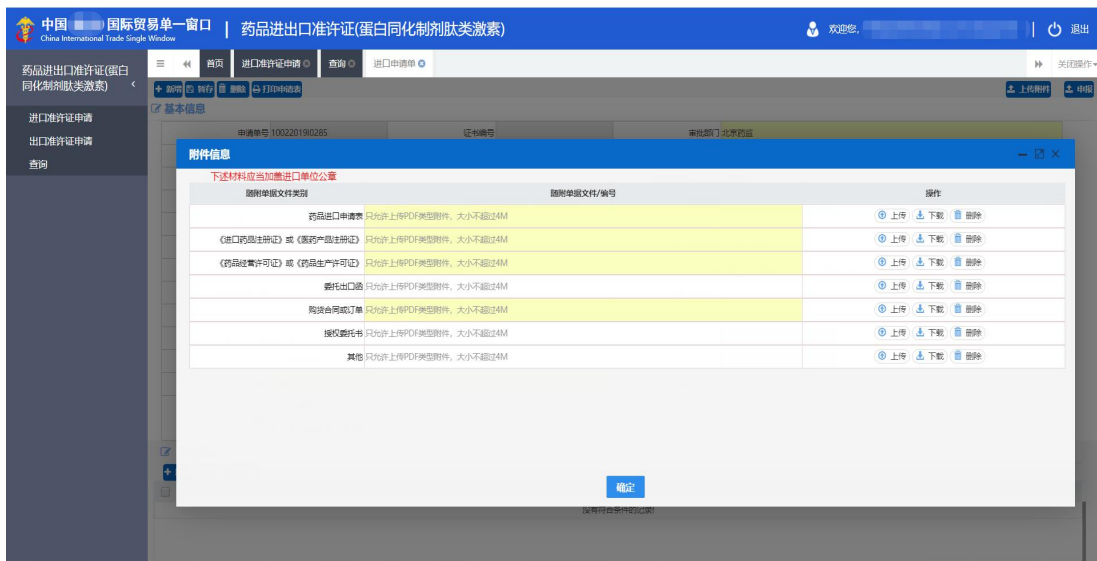 中国 国际贸易单一窗口 | 药品进出口准许证(蛋白同化制剂肽类激素)
China International Trade Single Window
欢迎您,
退出
药品进出口准许证(蛋白同化制剂肽类激素)
进口准许证申请
出口准许证申请
查询
首页 进口准许证申请 查询 进口申请单 关闭操作
新增 暂存 删除 打印申请表 上传附件 申报
基本信息
申请单号 100220190285 证书编号 审批部门 北京药监
附件信息
下述材料应当加盖进口单位公章
随附单据文件类别 随附单据文件/编号 操作
药品进口申请表 只允许上传PDF类型附件，大小不超过4M 上传 下载 删除
《进口药品注册证》或《医药产品注册证》 只允许上传PDF类型附件，大小不超过4M 上传 下载 删除
《药品经营许可证》或《药品生产许可证》 只允许上传PDF类型附件，大小不超过4M 上传 下载 删除
委托出口函 只允许上传PDF类型附件，大小不超过4M 上传 下载 删除
购货合同或订单 只允许上传PDF类型附件，大小不超过4M 上传 下载 删除
授权委托书 只允许上传PDF类型附件，大小不超过4M 上传 下载 删除
其他 只允许上传PDF类型附件，大小不超过4M 上传 下载 删除
确定
没有符合条件的记录!